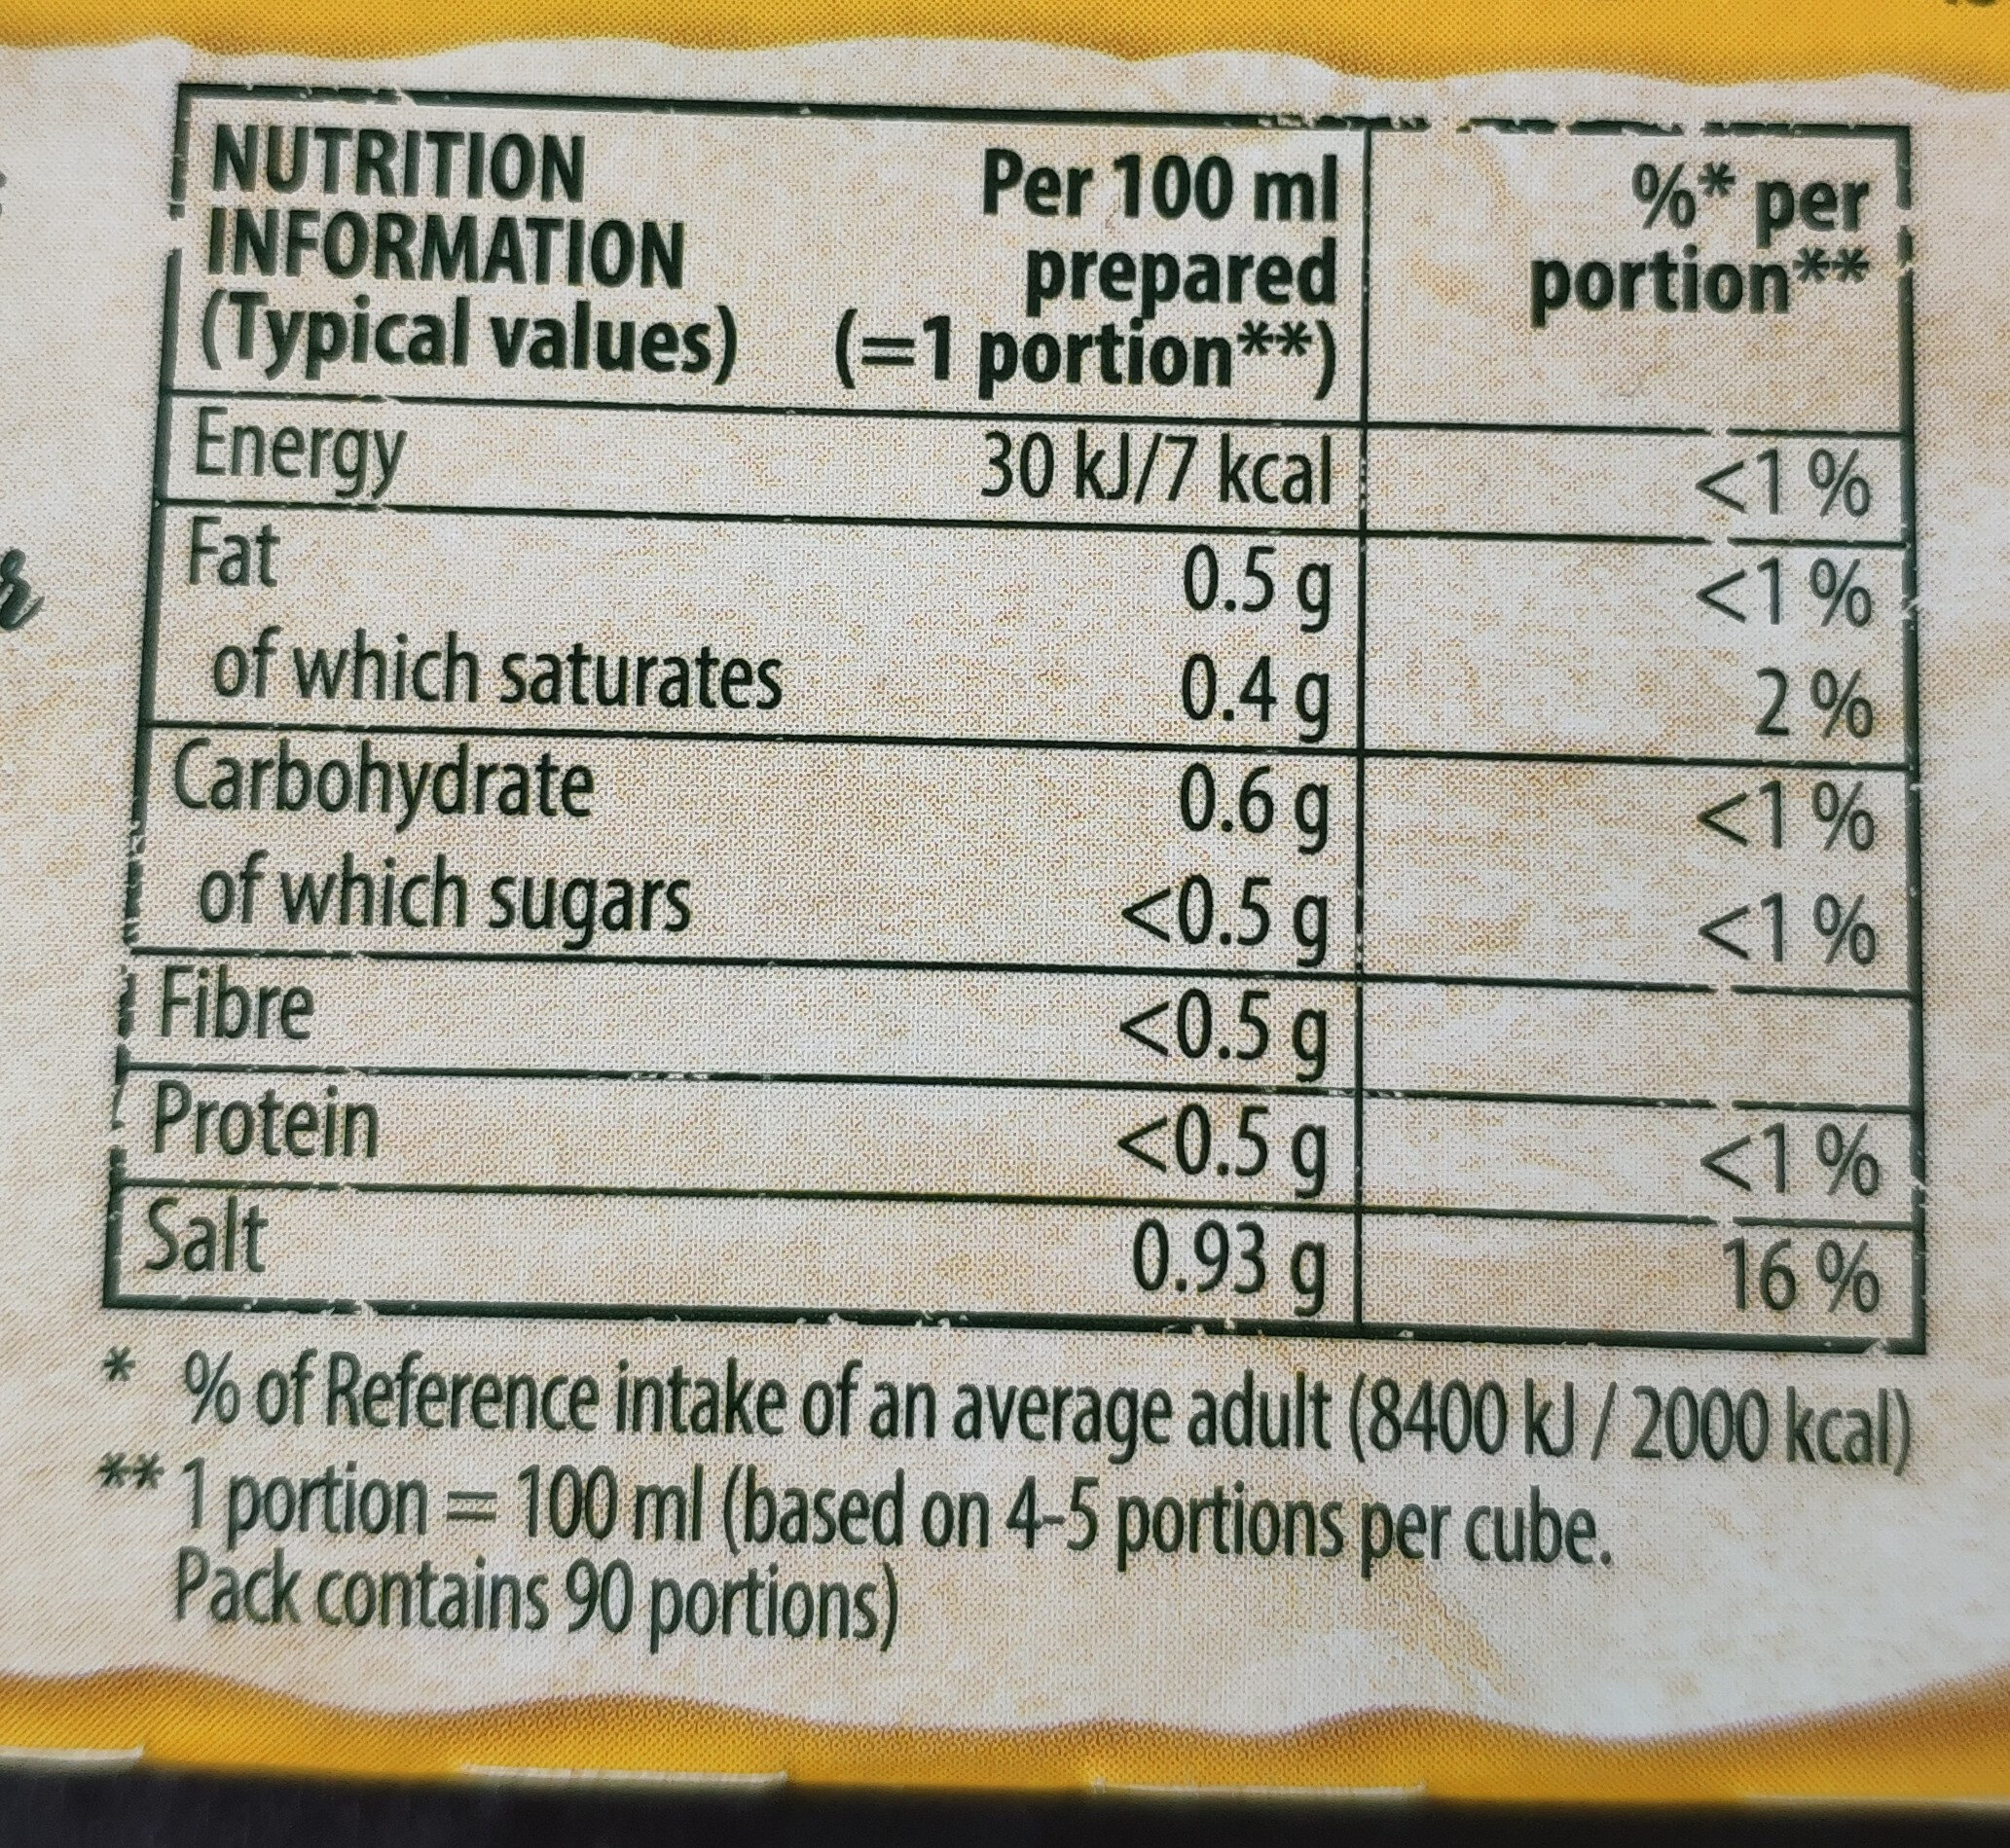 NUTRITION
INFORMATION
(Typical values)
Per 100 ml
prepared
(=1 portion**)
%* per
portion**
Energy 30 kJ/7 kcal <1 %
Fat 0.5 g <1 %
of which saturates 0.4 g 2 %
Carbohydrate 0.6 g <1 %
of which sugars <0.5 g <1 %
Fibre <0.5 g
Protein <0.5 g <1 %
Salt 0.93 g 16 %
* % of Reference intake of an average adult (8400 kJ / 2000 kcal)
** 1 portion = 100 ml (based on 4-5 portions per cube.
Pack contains 90 portions)